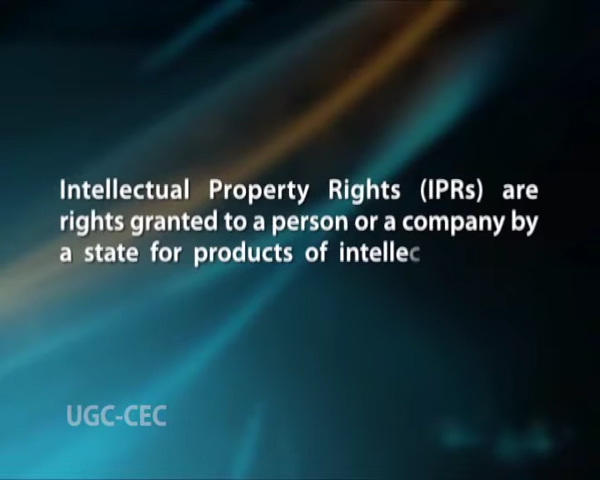 Intellectual Property Rights (IPRs) are
rights granted to a person or a company by
a state for products of intellec
UGC-CEC